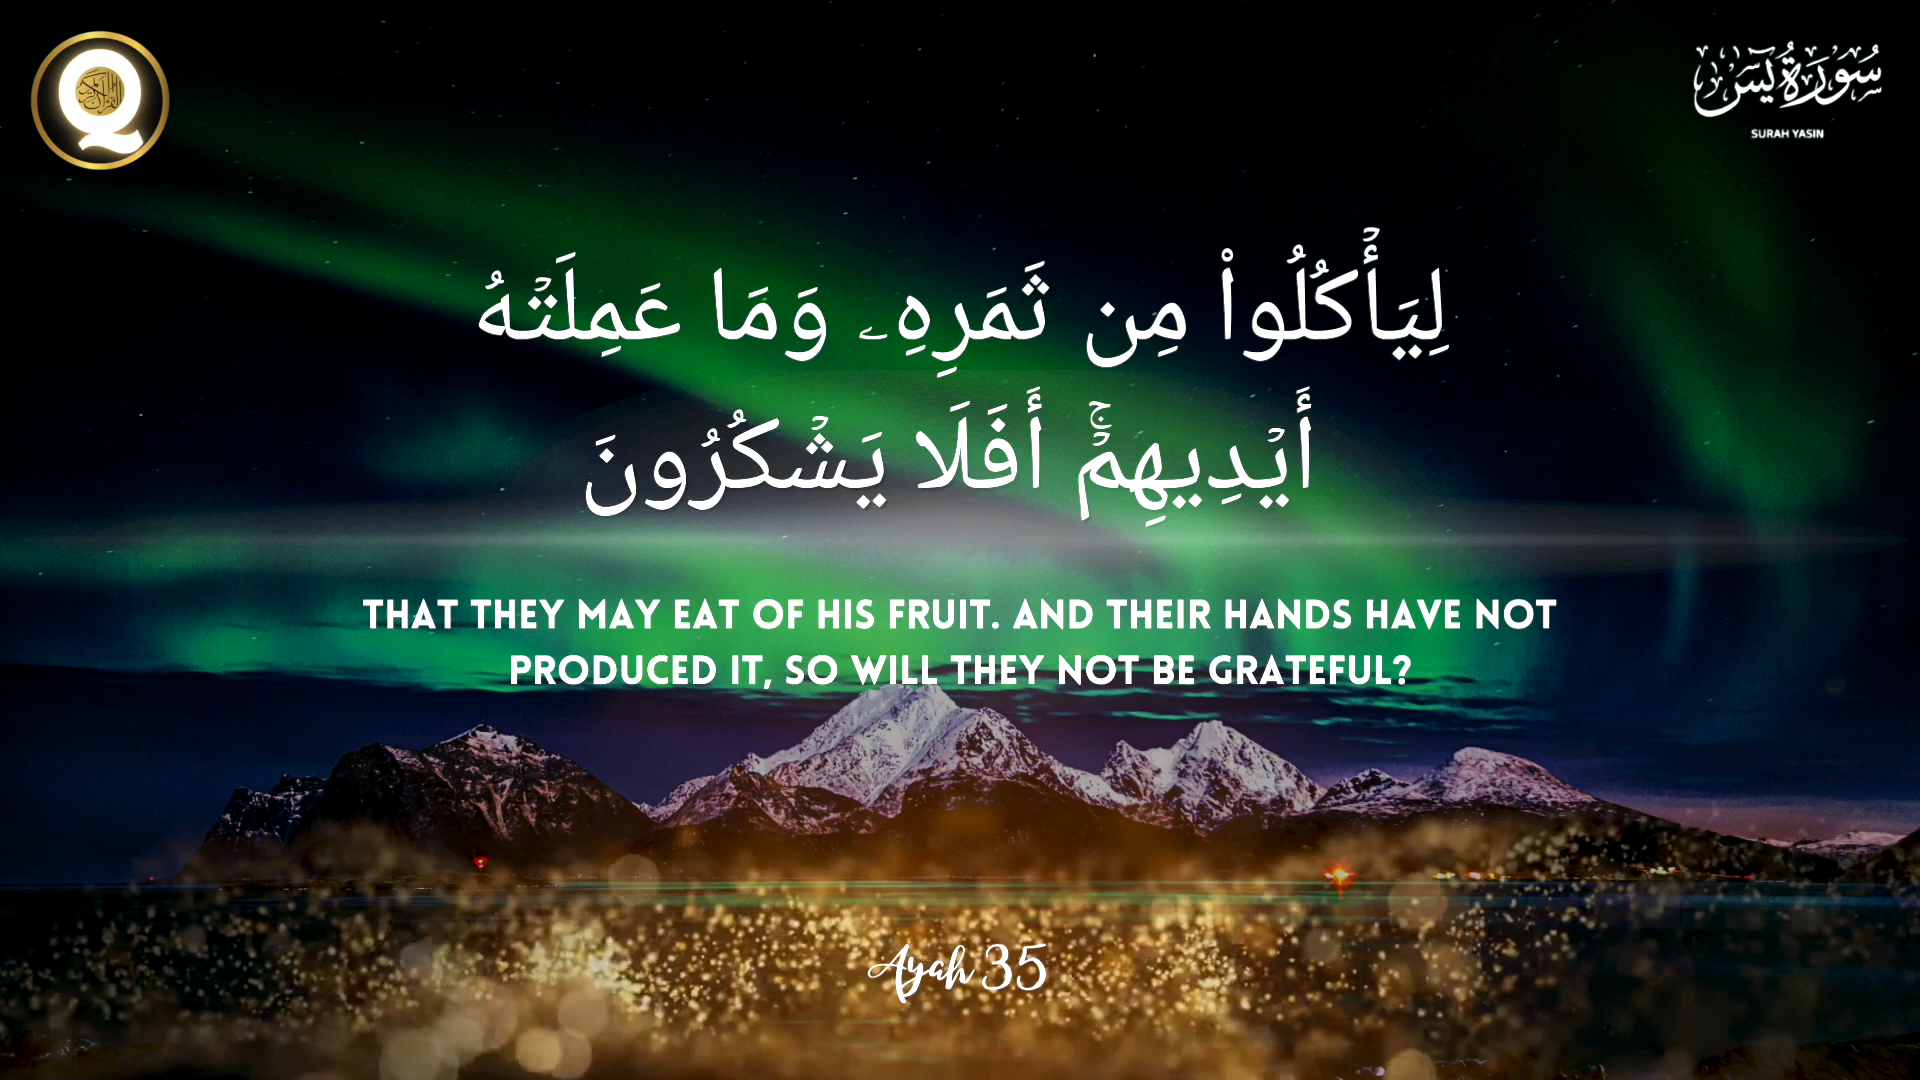 سُورَةُ يسٓ
SURAH YASIN
لِيَأۡكُلُواْ مِن ثَمَرِهِۦ وَمَا عَمِلَتۡهُ
أَيۡدِيهِمۡۚ أَفَلَا يَشۡكُرُونَ
THAT THEY MAY EAT OF HIS FRUIT. AND THEIR HANDS HAVE NOT
PRODUCED IT, SO WILL THEY NOT BE GRATEFUL?
Ayah 35